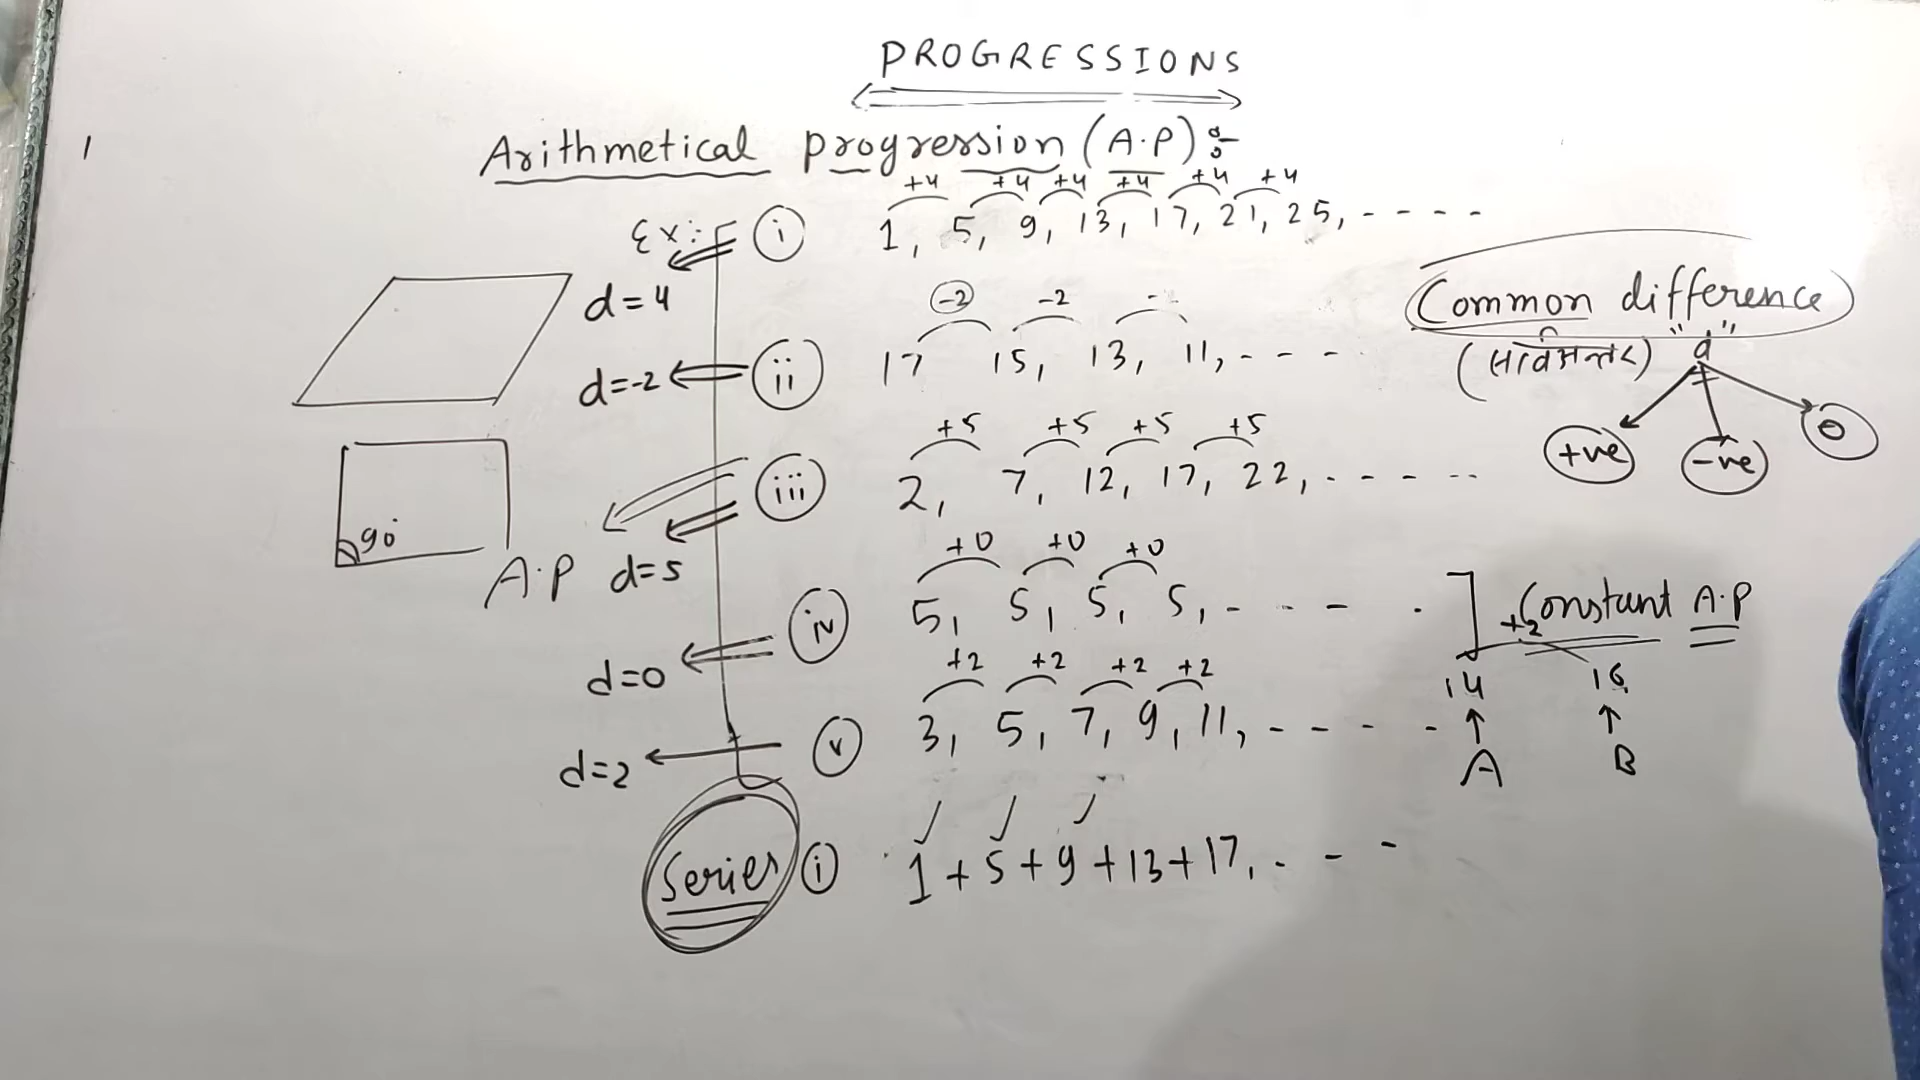 PROGRESSIONS
Arithmetical progression (A.P) :-
+4 +4 +4 +4 +4 +4
Ex:- i 1, 5, 9, 13, 17, 21, 25, - - - -
d=4
-2 -2 -
d=-2 ii 17 15, 13, 11, - - -
Common difference
"d"
+ve -ve 0
+5 +5 +5 +5
iii 2, 7, 12, 17, 22, - - - - -
90°
A.P d=5
+0 +0 +0
iv 5, 5, 5, 5, - - - . ] Constant A.P
d=0
+2 +2 +2 +2
v 3, 5, 7, 9, 11, - - - -
d=2
+2
14 16
A B
Series i 1 + 5 + 9 + 13 + 17, - - -